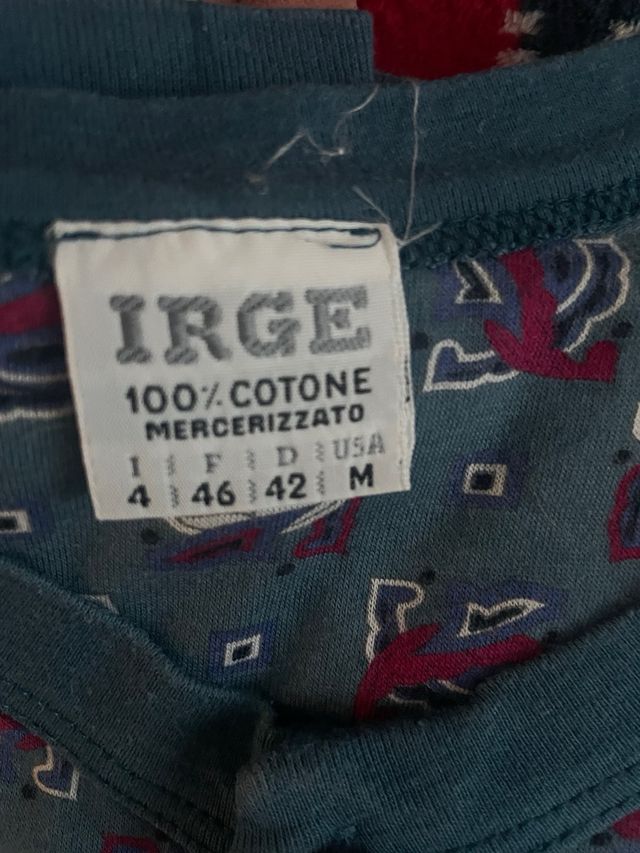 IRGE
100% COTONE
MERCERIZZATO
I F D USA
4 46 42 M